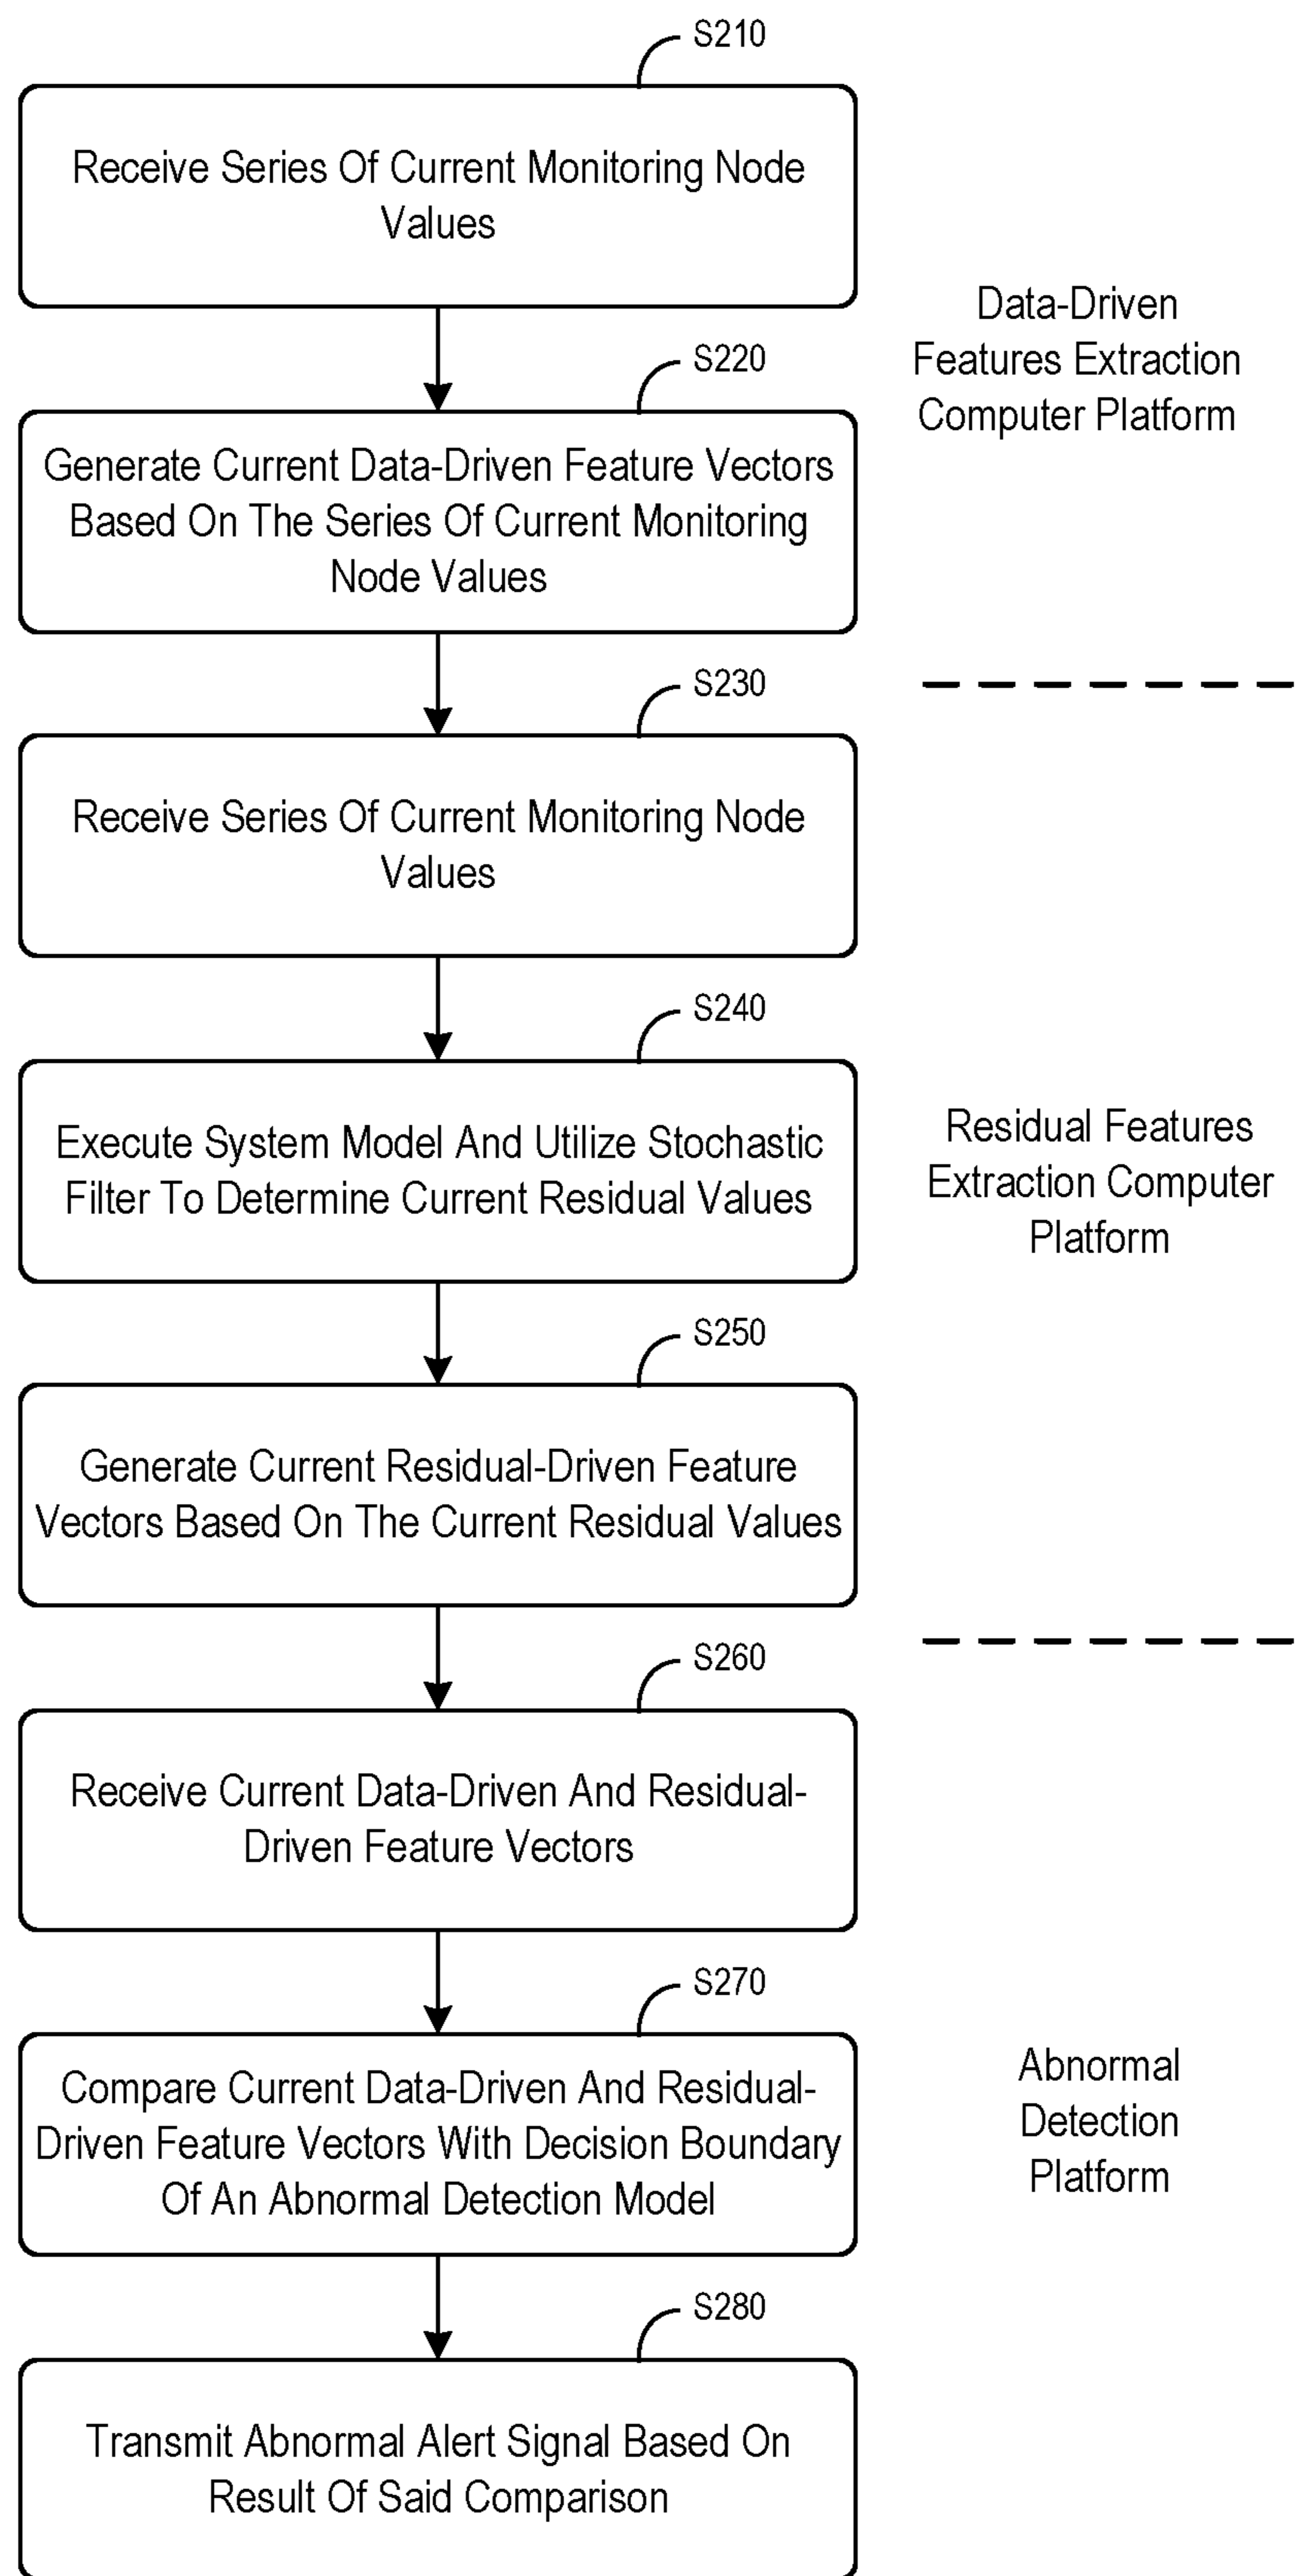 S210
Receive Series Of Current Monitoring Node
Values
Data-Driven
Features Extraction
Computer Platform
S220
Generate Current Data-Driven Feature Vectors
Based On The Series Of Current Monitoring
Node Values
S230
Receive Series Of Current Monitoring Node
Values
S240
Execute System Model And Utilize Stochastic
Filter To Determine Current Residual Values
Residual Features
Extraction Computer
Platform
S250
Generate Current Residual-Driven Feature
Vectors Based On The Current Residual Values
S260
Receive Current Data-Driven And Residual-
Driven Feature Vectors
S270
Compare Current Data-Driven And Residual-
Driven Feature Vectors With Decision Boundary
Of An Abnormal Detection Model
Abnormal
Detection
Platform
S280
Transmit Abnormal Alert Signal Based On
Result Of Said Comparison